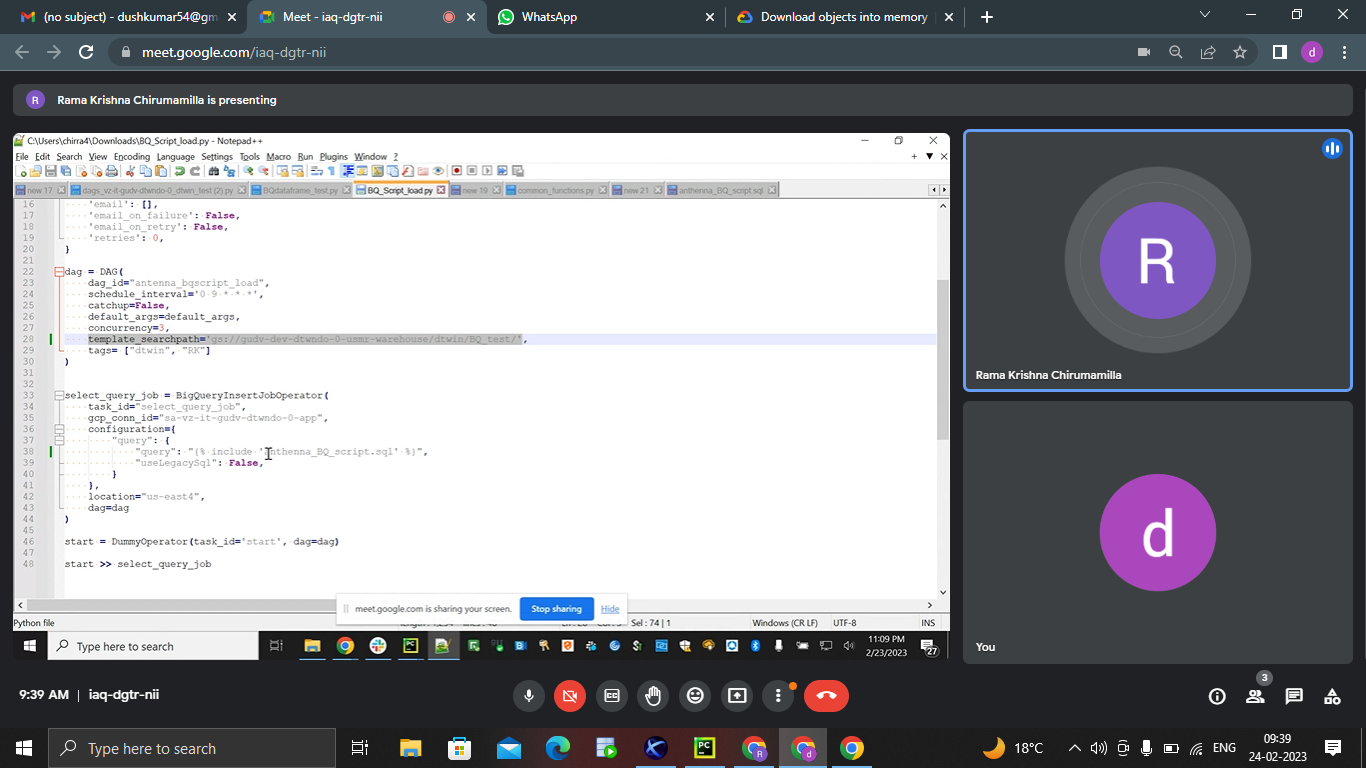 (no subject) - dushkumar54@gm
Meet - iaq-dgtr-nii
WhatsApp
Download objects into memory
meet.google.com/iaq-dgtr-nii
d
R Rama Krishna Chirumamilla is presenting
C:\Users\chirra4\Downloads\BQ_Script_load.py - Notepad++
File Edit Search View Encoding Language Settings Tools Macro Run Plugins Window ?
new 17
dags_vz-it-gudv-dtwndo-0_dtwin_test (2).py
BQdataframe_test.py
BQ_Script_load.py
new 19
common_functions.py
new 21
anthenna_BQ_script.sql
16 'email': [],
17 'email_on_failure': False,
18 'email_on_retry': False,
19 'retries': 0,
20 }
21
22 dag = DAG(
23 dag_id="antenna_bqscript_load",
24 schedule_interval='0 9 * * *',
25 catchup=False,
26 default_args=default_args,
27 concurrency=3,
28 template_searchpath='gs://gudv-dev-dtwndo-0-usmr-warehouse/dtwin/BQ_test/',
29 tags= ["dtwin", "RK"]
30 )
31
32
33 select_query_job = BigQueryInsertJobOperator(
34 task_id="select_query_job",
35 gcp_conn_id="sa-vz-it-gudv-dtwndo-0-app",
36 configuration={
37 "query": {
38 "query": "{% include 'anthenna_BQ_script.sql' %}",
39 "useLegacySql": False,
40 }
41 },
42 location="us-east4",
43 dag=dag
44 )
45
46 start = DummyOperator(task_id='start', dag=dag)
47
48 start >> select_query_job
meet.google.com is sharing your screen. Stop sharing Hide
Python file
Sel : 74 | 1
Windows (CR LF)
UTF-8
INS
Type here to search
11:09 PM
2/23/2023
27
R
Rama Krishna Chirumamilla
d
You
9:39 AM | iaq-dgtr-nii
3
Type here to search
18°C
ENG
09:39
24-02-2023